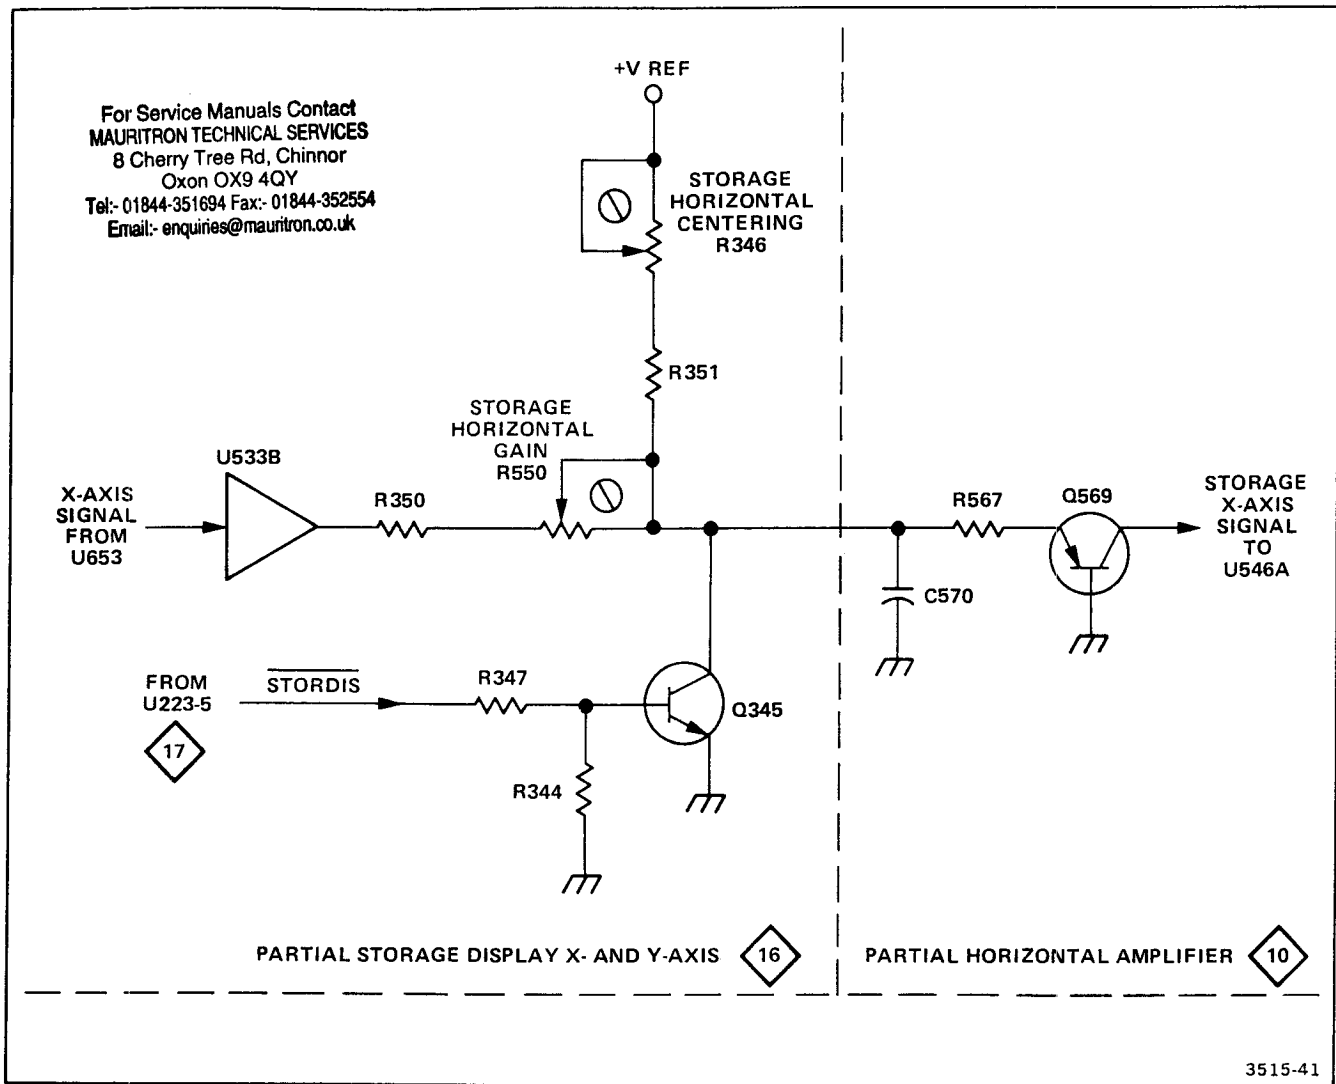 +V REF
For Service Manuals Contact
MAURITRON TECHNICAL SERVICES
8 Cherry Tree Rd, Chinnor
Oxon OX9 4QY
Tel:- 01844-351694 Fax:- 01844-352554
Email:- enquiries@mauritron.co.uk
STORAGE
HORIZONTAL
CENTERING
R346
R351
STORAGE
HORIZONTAL
GAIN
R550
U533B
X-AXIS
SIGNAL
FROM
U653
R350
R567
Q569
STORAGE
X-AXIS
SIGNAL
TO
U546A
C570
FROM
U223-5
17
STORDIS
R347
Q345
R344
PARTIAL STORAGE DISPLAY X- AND Y-AXIS
16
PARTIAL HORIZONTAL AMPLIFIER
10
3515-41